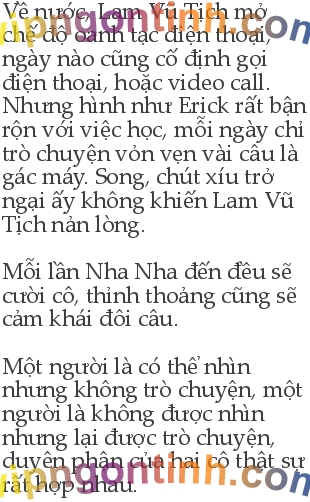 Về nước, Lam Vũ Tịch mở
chế độ oanh tạc điện thoại,
ngày nào cũng cố định gọi
điện thoại, hoặc video call.
Nhưng hình như Erick rất bận
rộn với việc học, mỗi ngày chỉ
trò chuyện vỏn vẹn vài câu là
gác máy. Song, chút xíu trở
ngại ấy không khiến Lam Vũ
Tịch nản lòng.
Mỗi lần Nha Nha đến đều sẽ
cười cô, thỉnh thoảng cũng sẽ
cảm khái đôi câu.
Một người là có thể nhìn
nhưng không trò chuyện, một
người là không được nhìn
nhưng lại được trò chuyện,
duyên phận của hai cô thật sự
rất hợp nhau.
vipngontinh.com
vipngontinh.com